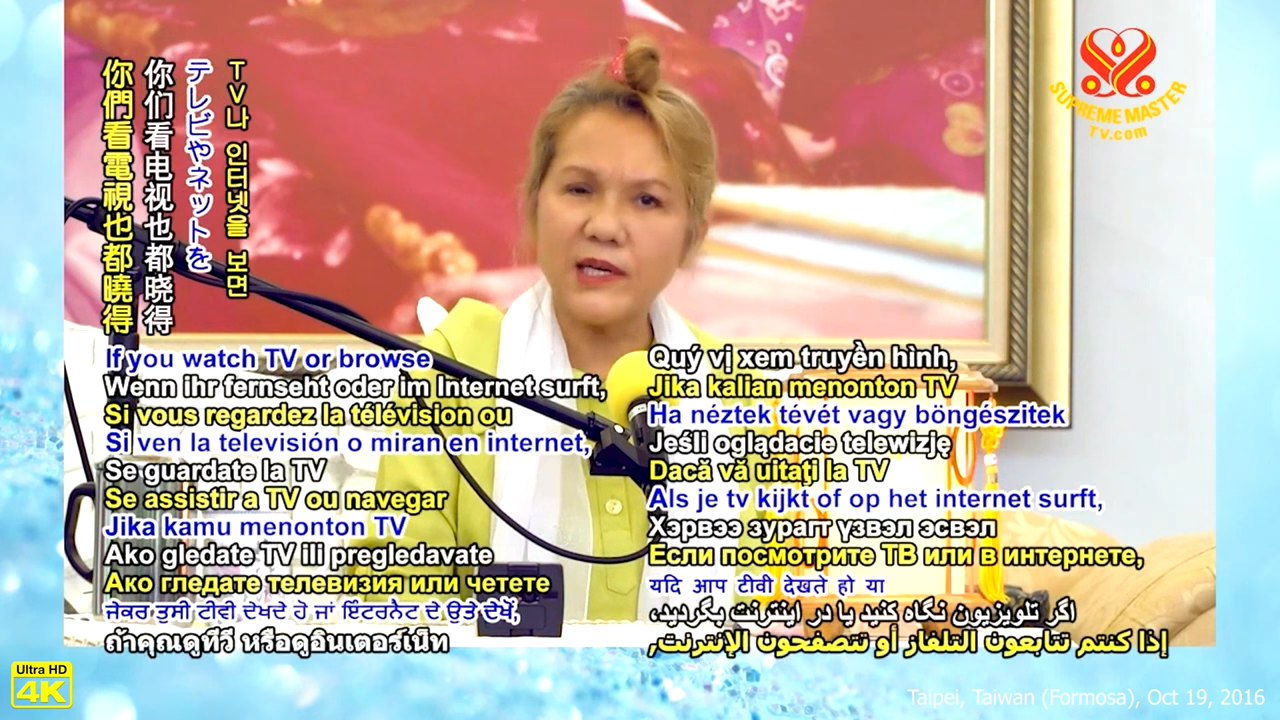 你們看電視也都曉得
你们看电视也都晓得
テレビやネットを
TV나 인터넷을 보면
SUPREME MASTER
TV.com
If you watch TV or browse
Wenn ihr fernseht oder im Internet surft,
Si vous regardez la télévision ou
Si ven la televisión o miran en internet,
Se guardate la TV
Se assistir a TV ou navegar
Jika kamu menonton TV
Ako gledate TV ili pregledavate
Ако гледате телевизия или четете
ਜੇਕਰ ਤੁਸੀ ਟੀਵੀ ਦੇਖਦੇ ਹੋ ਜਾਂ ਇੰਟਰਨੈਟ ਦੇ ਉਤੇ ਦੇਖੋਂ,
ถ้าคุณดูทีวี หรือดูอินเตอร์เน็ท
Quý vị xem truyền hình,
Jika kalian menonton TV
Ha néztek tévét vagy böngészitek
Jeśli oglądacie telewizję
Dacă vă uitaţi la TV
Als je tv kijkt of op het internet surft,
Хэрвээ зурагт үзвэл эсвэл
Если посмотрите ТВ или в интернете,
यदि आप टीवी देखते हो या
اگر تلویزیون نگاه کنید یا در اینترنت بگردید،
إذا كنتم تتابعون التلفاز أو تتصفحون الإنترنت,
Ultra HD
4K
Taipei, Taiwan (Formosa), Oct 19, 2016